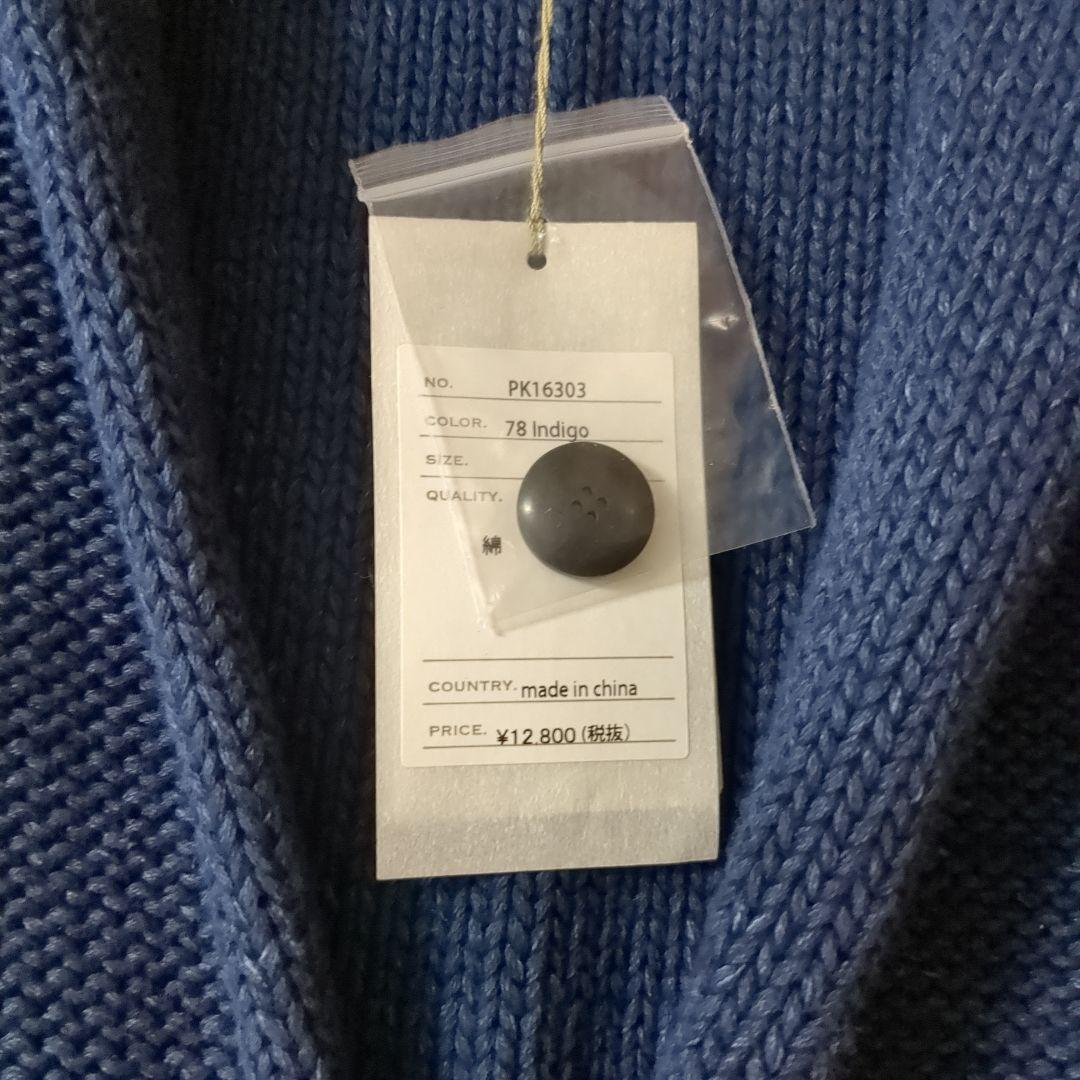 NO. PK16303
COLOR. 78 Indigo
SIZE.
QUALITY.
綿
COUNTRY. made in china
PRICE. ¥12,800(税抜)